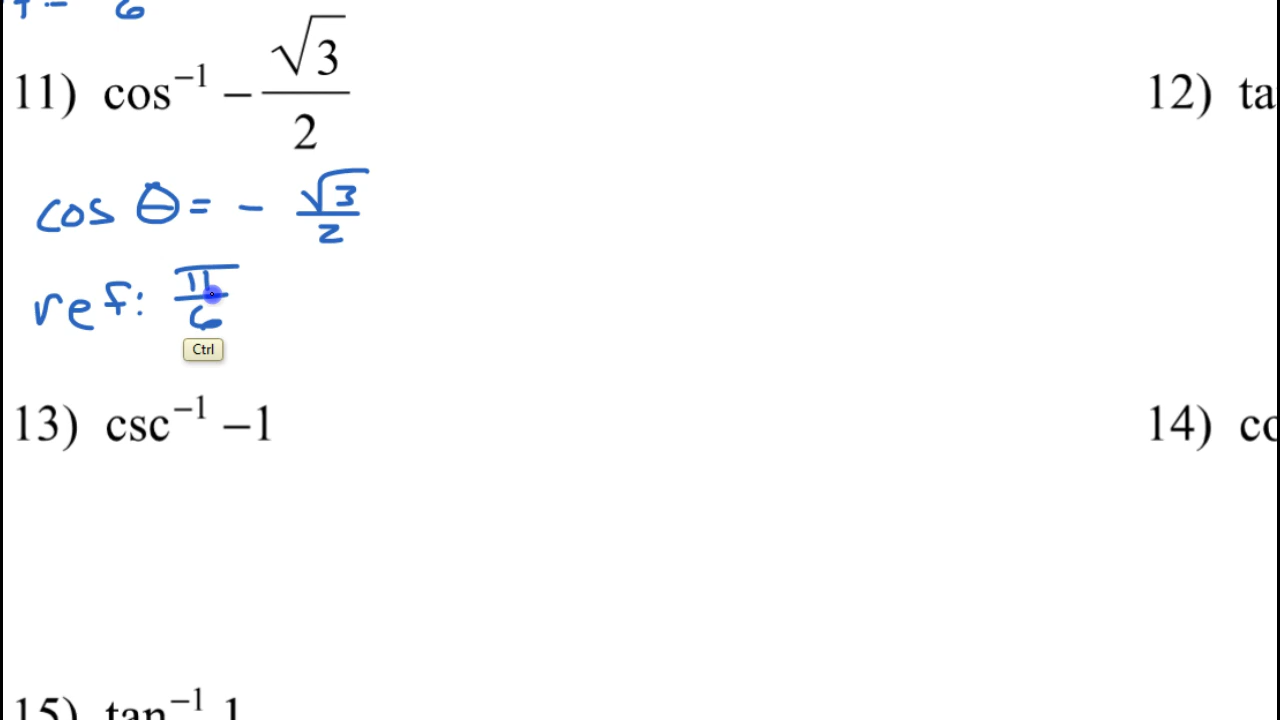 6
11) cos⁻¹ −√3/2
12) ta
cos θ = − √3/2
ref: π/6
Ctrl
13) csc⁻¹ −1
14) co
15) tan⁻¹ 1